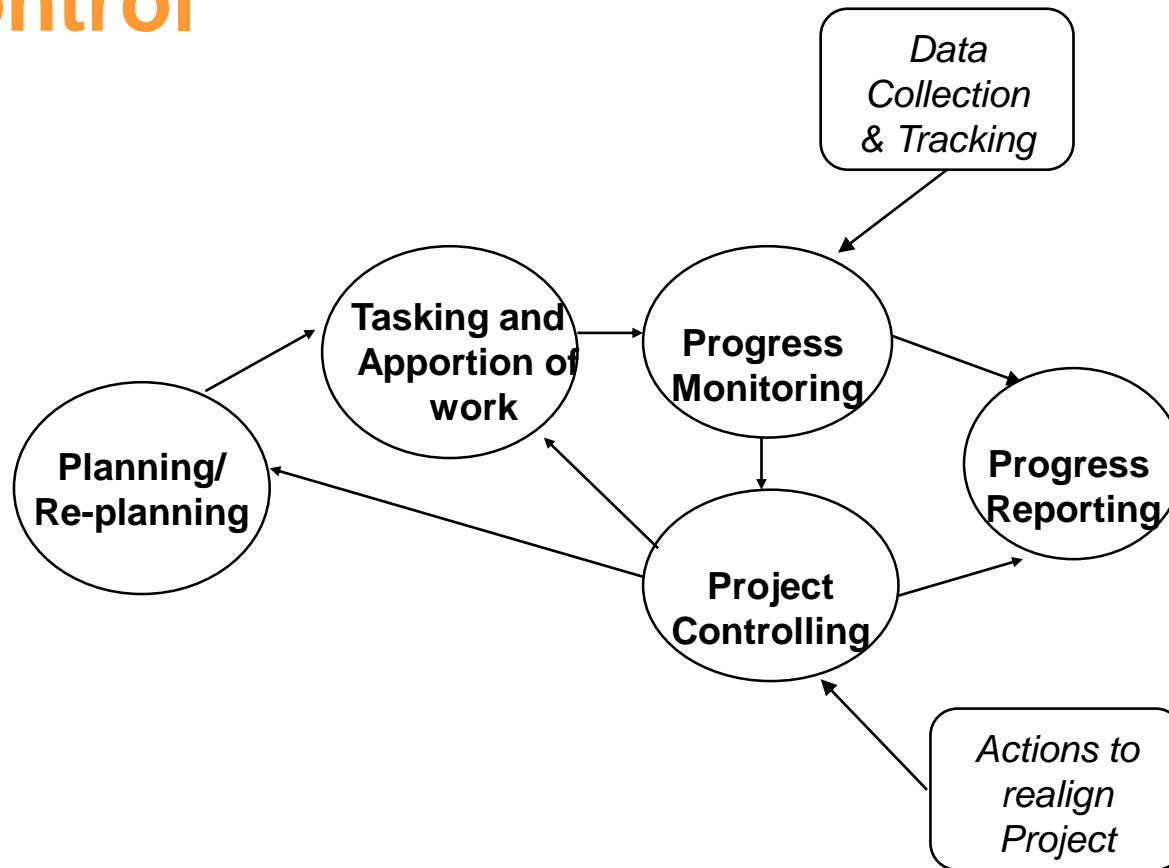 ontrol
Data
Collection
& Tracking
Tasking and
Apportion of
work
Progress
Monitoring
Planning/
Re-planning
Progress
Reporting
Project
Controlling
Actions to
realign
Project